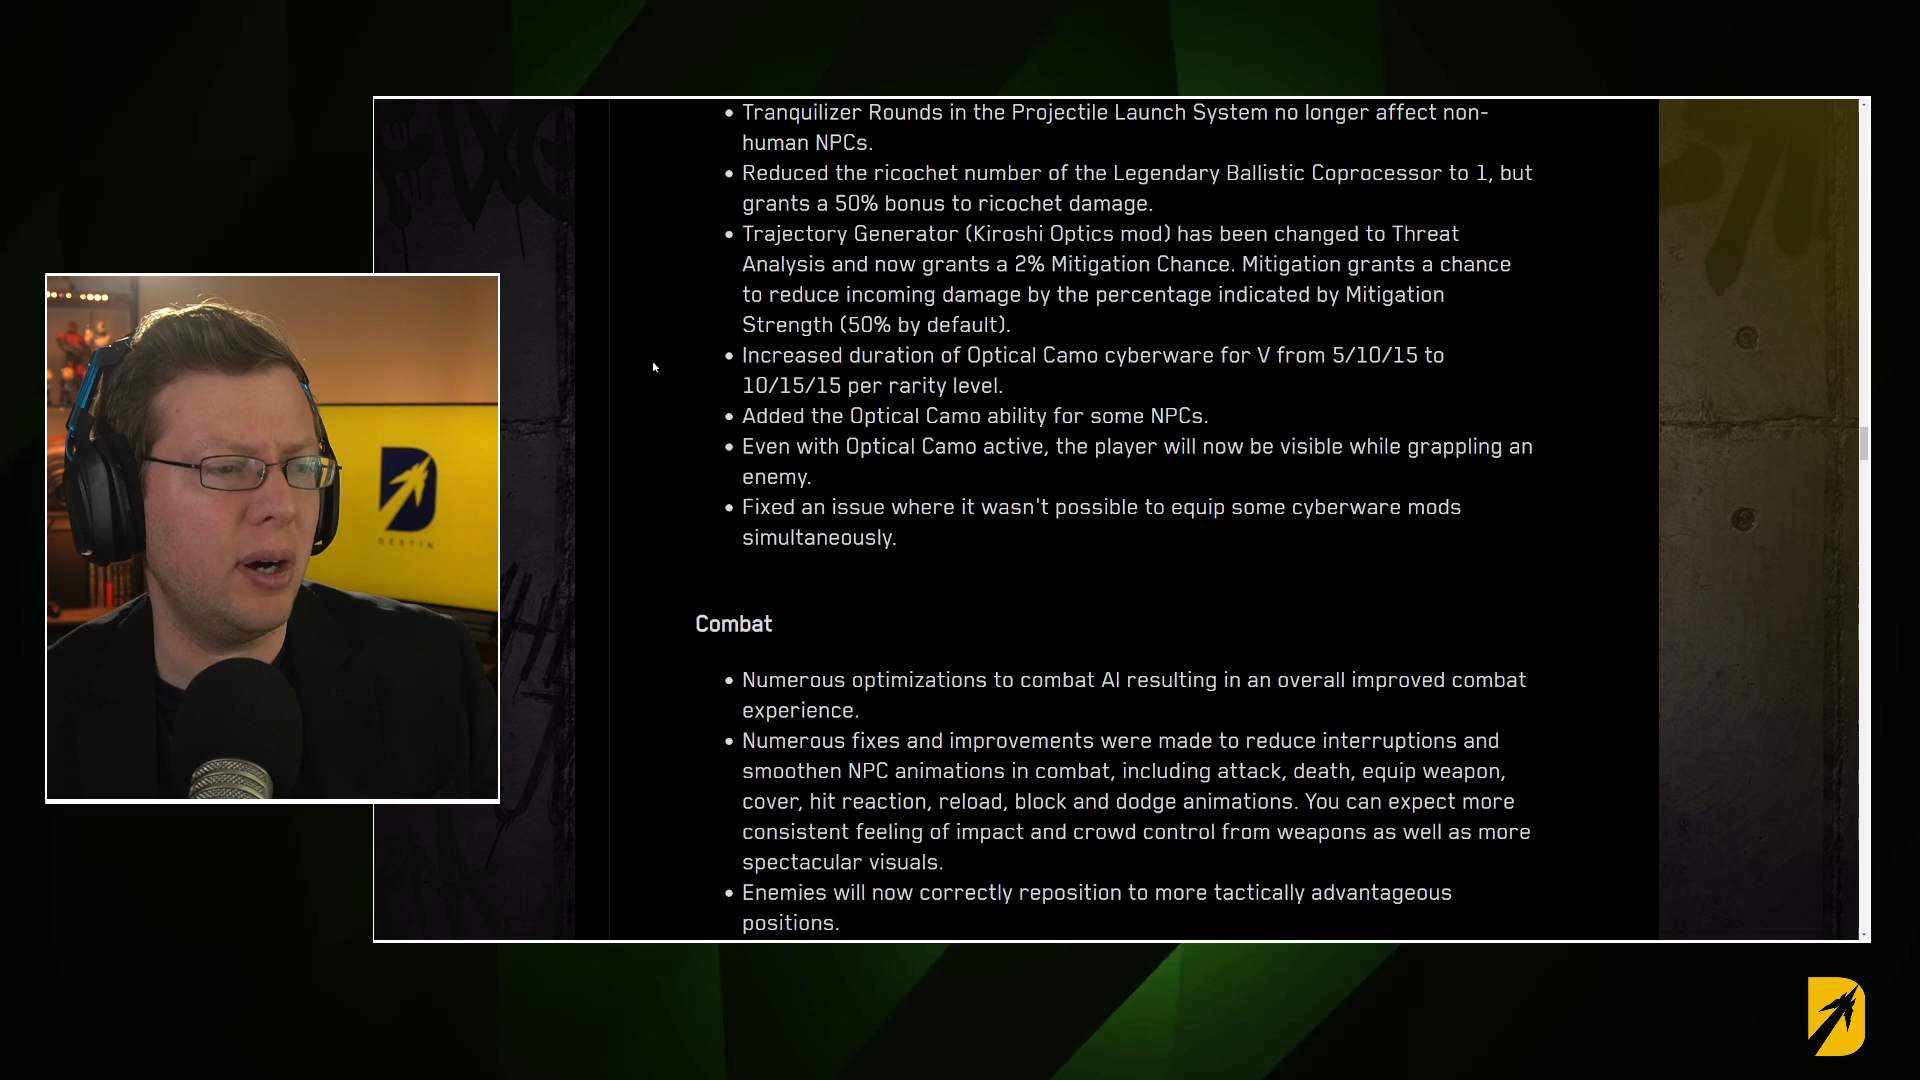 • Tranquilizer Rounds in the Projectile Launch System no longer affect non-
human NPCs.
• Reduced the ricochet number of the Legendary Ballistic Coprocessor to 1, but
grants a 50% bonus to ricochet damage.
• Trajectory Generator (Kiroshi Optics mod) has been changed to Threat
Analysis and now grants a 2% Mitigation Chance. Mitigation grants a chance
to reduce incoming damage by the percentage indicated by Mitigation
Strength (50% by default).
• Increased duration of Optical Camo cyberware for V from 5/10/15 to
10/15/15 per rarity level.
• Added the Optical Camo ability for some NPCs.
• Even with Optical Camo active, the player will now be visible while grappling an
enemy.
• Fixed an issue where it wasn't possible to equip some cyberware mods
simultaneously.
Combat
• Numerous optimizations to combat AI resulting in an overall improved combat
experience.
• Numerous fixes and improvements were made to reduce interruptions and
smoothen NPC animations in combat, including attack, death, equip weapon,
cover, hit reaction, reload, block and dodge animations. You can expect more
consistent feeling of impact and crowd control from weapons as well as more
spectacular visuals.
• Enemies will now correctly reposition to more tactically advantageous
positions.
DESTIN